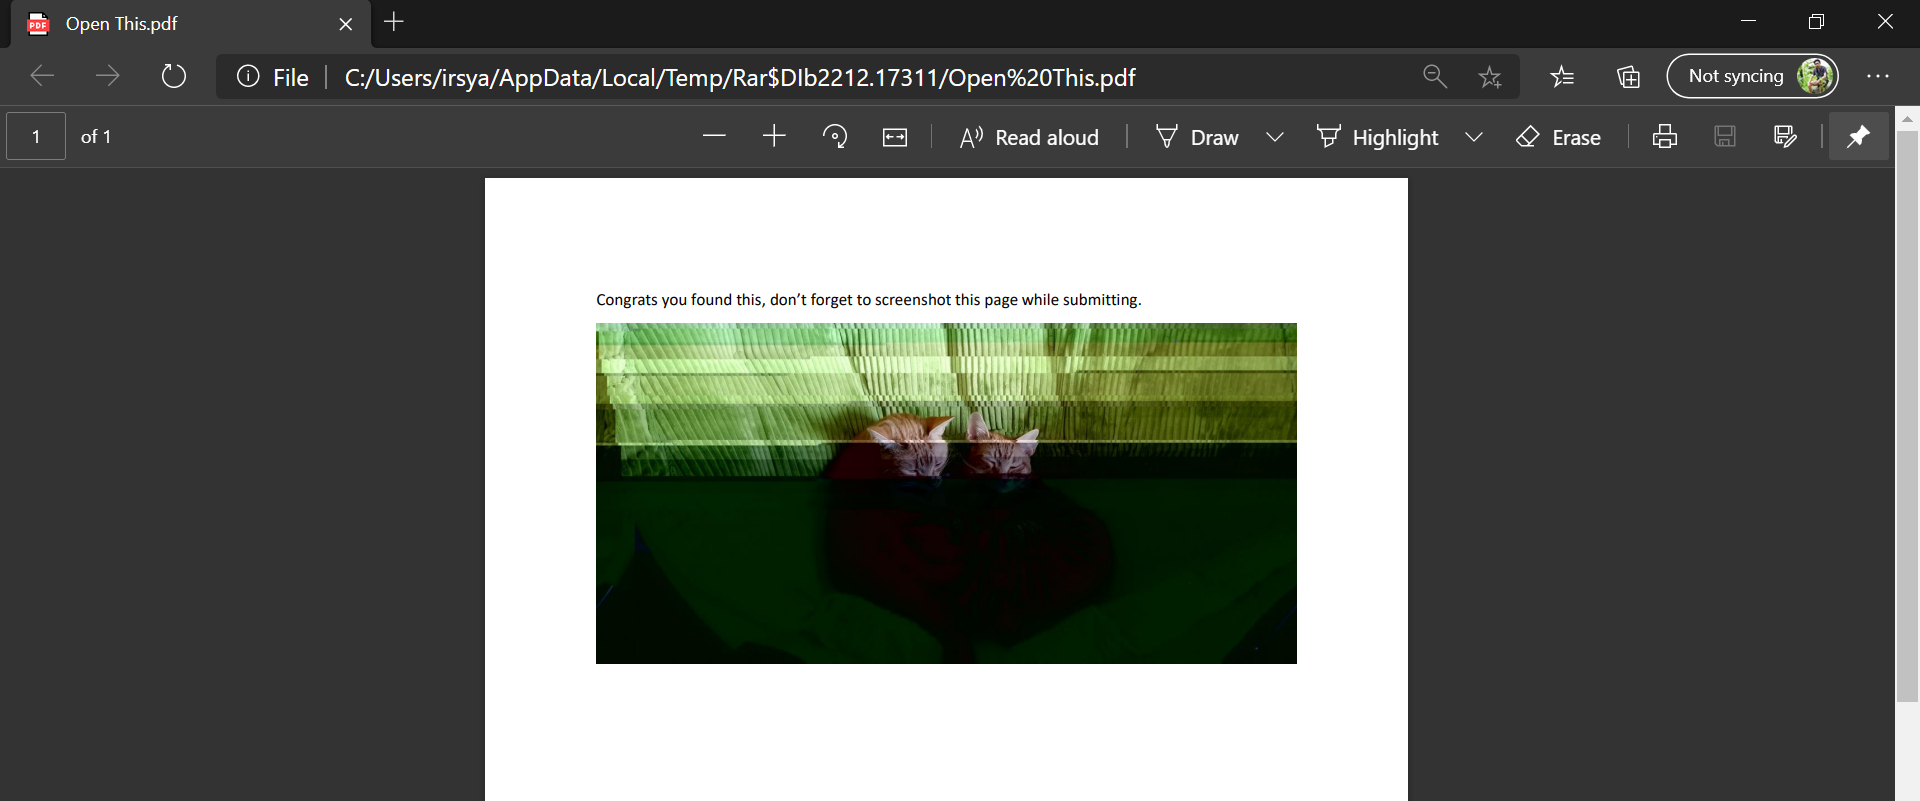 Open This.pdf
File
C:/Users/irsya/AppData/Local/Temp/Rar$DIb2212.17311/Open%20This.pdf
Not syncing
1 of 1
Read aloud
Draw
Highlight
Erase
Congrats you found this, don’t forget to screenshot this page while submitting.